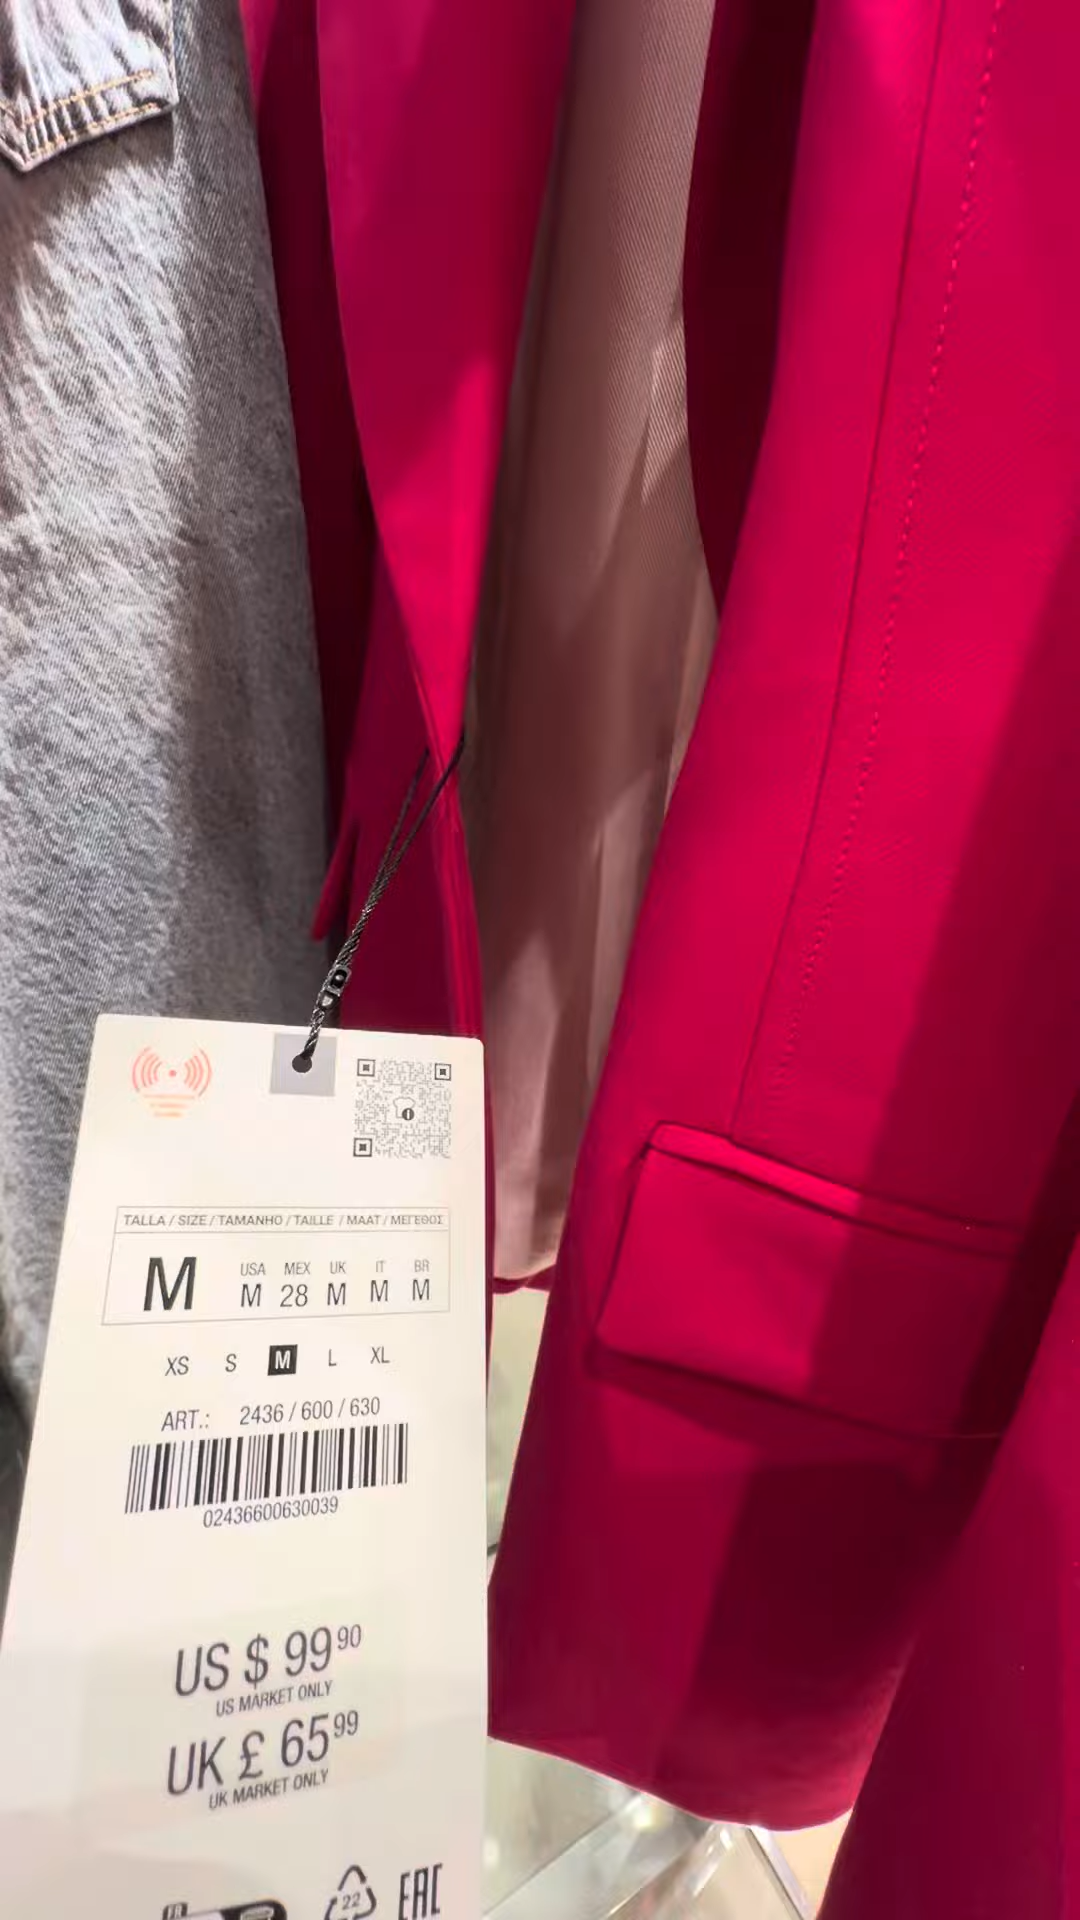 TALLA / SIZE / TAMANHO / TAILLE / MAAT / ΜΕΓΕΘΟΣ
M
USA MEX UK IT BR
M 28 M M M
XS S M L XL
ART.: 2436 / 600 / 630
02436600630039
US $ 99 90
US MARKET ONLY
UK £ 65 99
UK MARKET ONLY
22 EAC